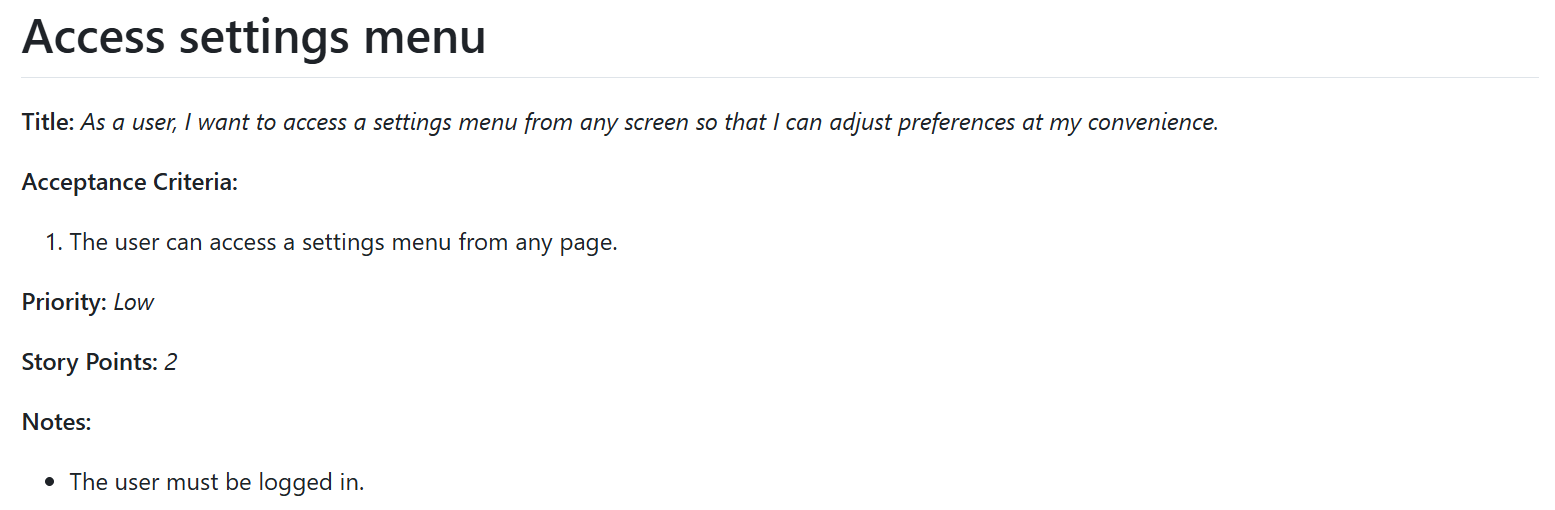 Access settings menu
Title: As a user, I want to access a settings menu from any screen so that I can adjust preferences at my convenience.
Acceptance Criteria:
1. The user can access a settings menu from any page.
Priority: Low
Story Points: 2
Notes:
• The user must be logged in.